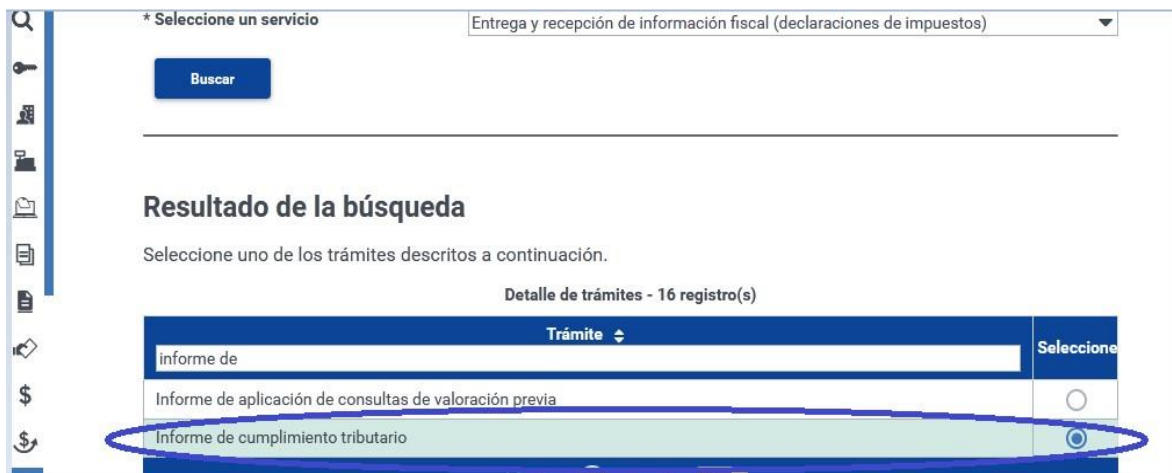 * Seleccione un servicio
Entrega y recepción de información fiscal (declaraciones de impuestos)
Buscar
Resultado de la búsqueda
Seleccione uno de los trámites descritos a continuación.
Detalle de trámites - 16 registro(s)
Trámite
Seleccione
informe de
Informe de aplicación de consultas de valoración previa
Informe de cumplimiento tributario